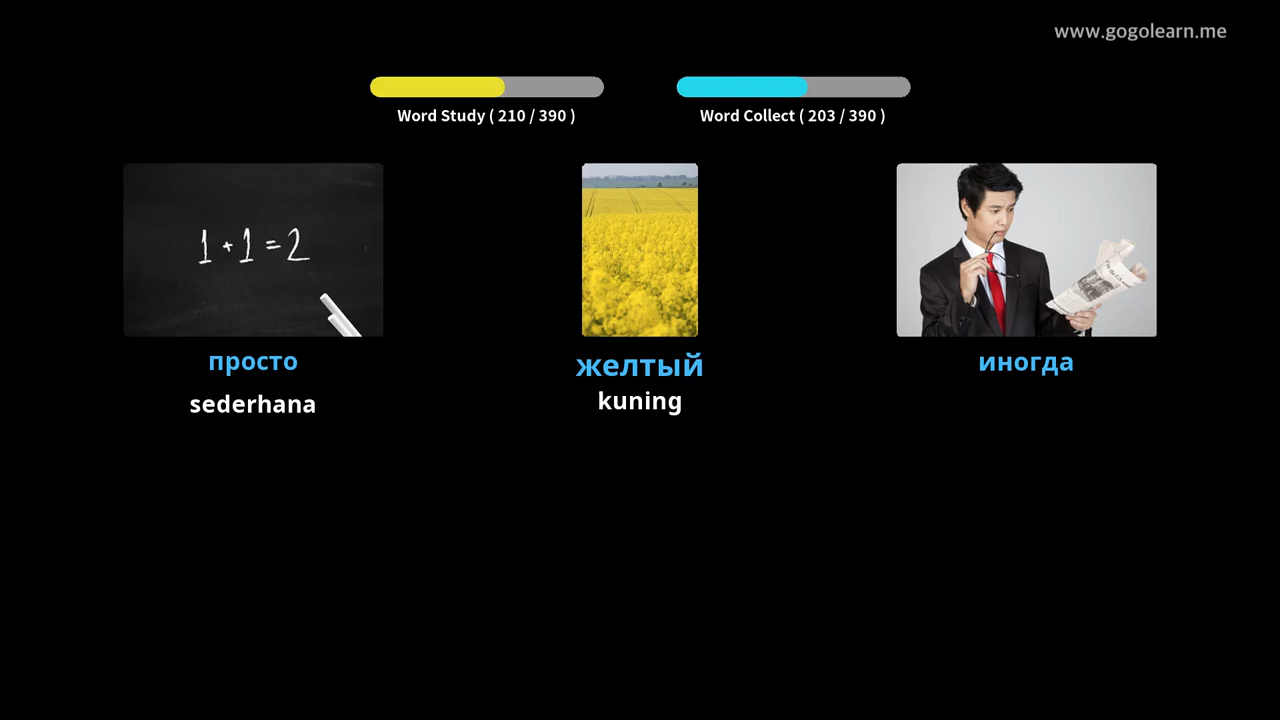 www.gogolearn.me
Word Study ( 210 / 390 )
Word Collect ( 203 / 390 )
1 + 1 = 2
просто
желтый
иногда
sederhana
kuning